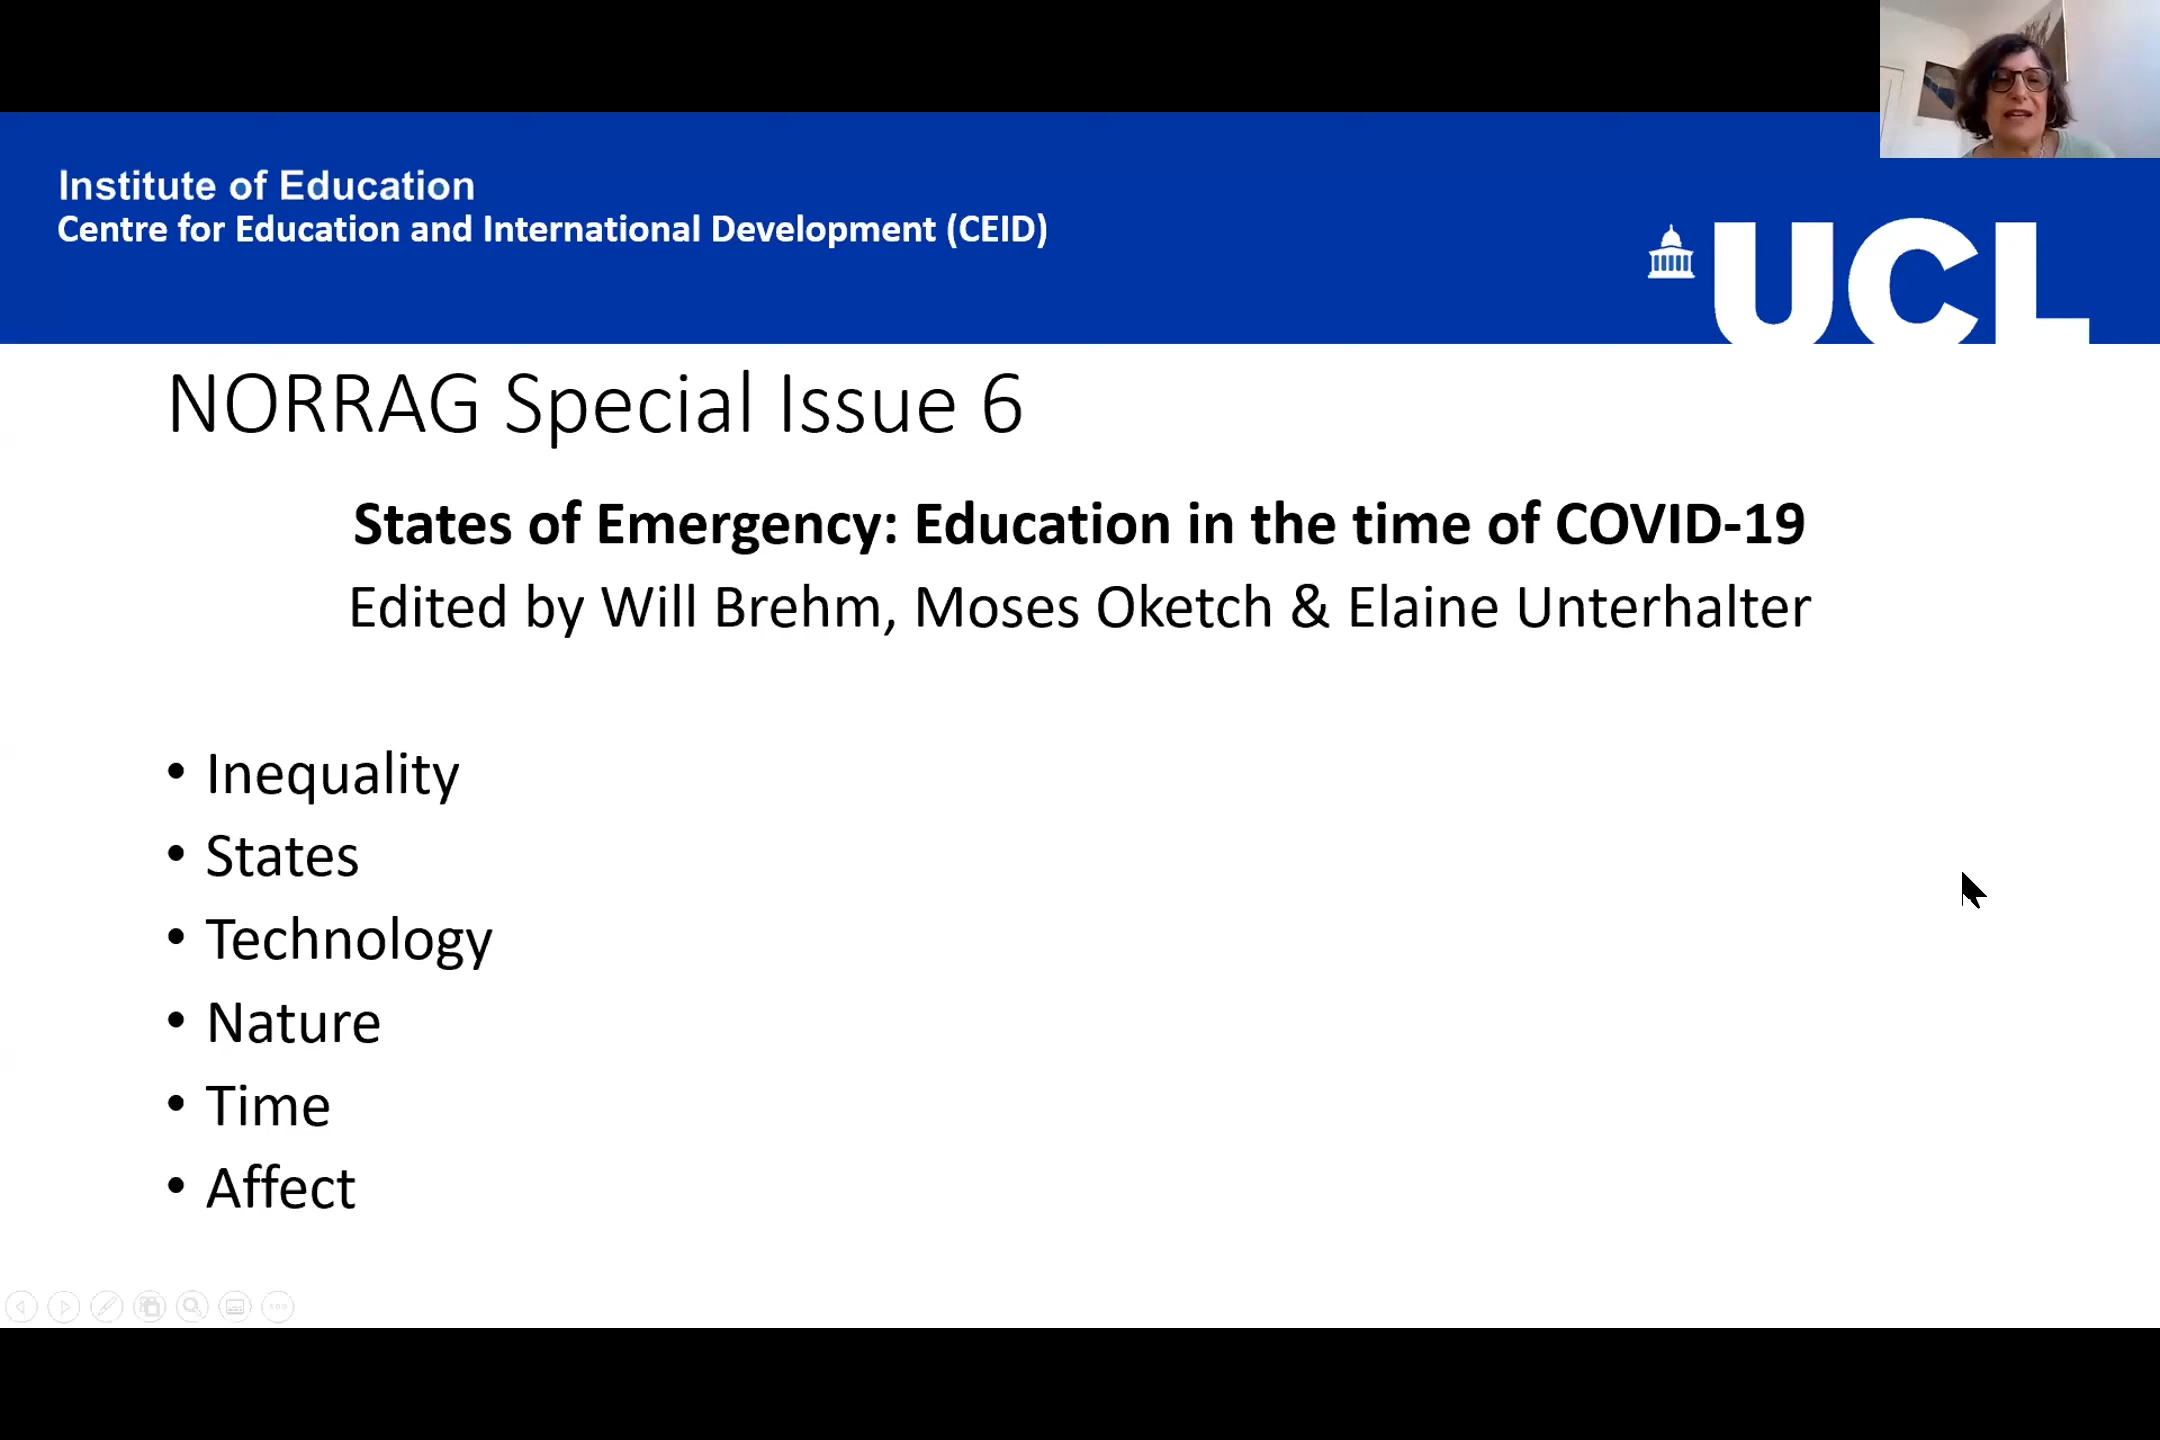 Institute of Education
Centre for Education and International Development (CEID)
UCL
NORRAG Special Issue 6
States of Emergency: Education in the time of COVID-19
Edited by Will Brehm, Moses Oketch & Elaine Unterhalter
• Inequality
• States
• Technology
• Nature
• Time
• Affect